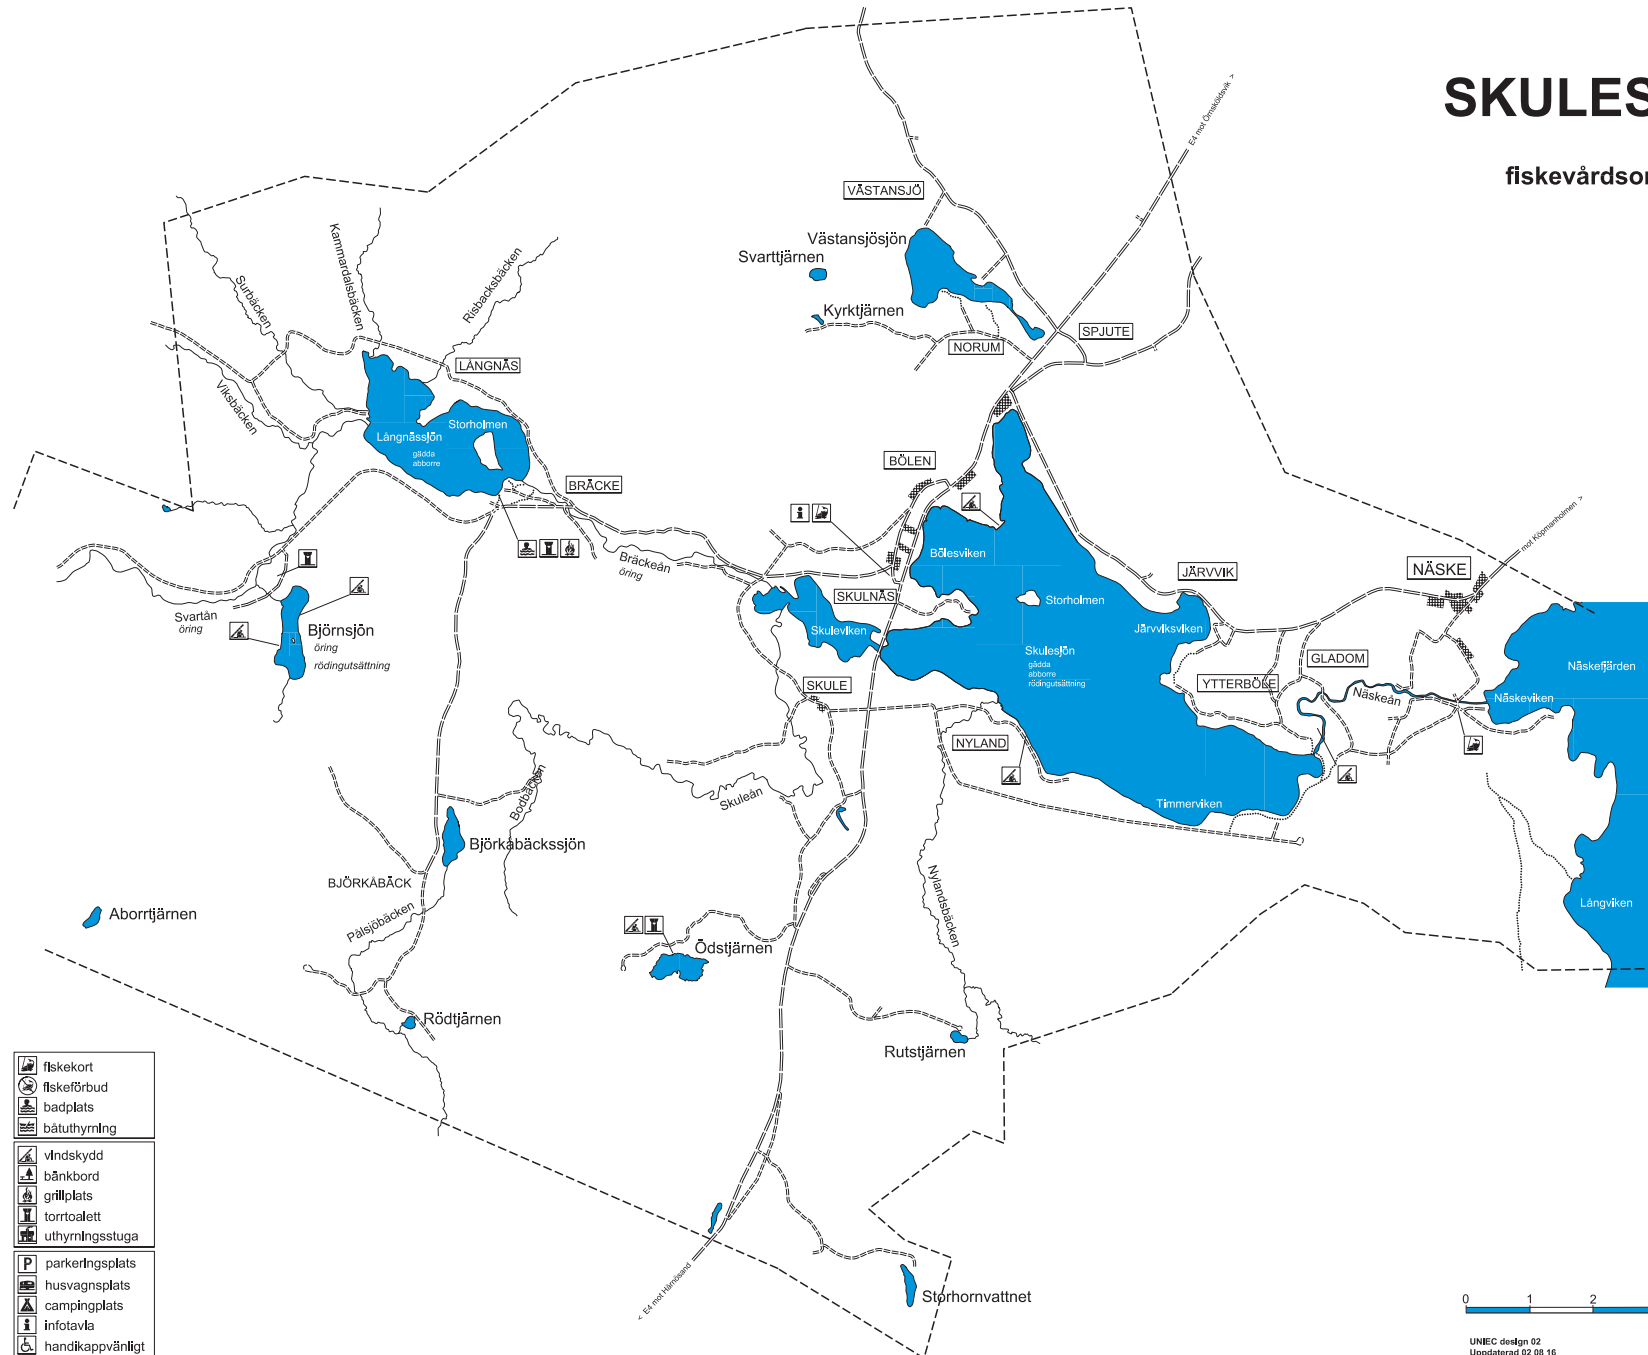 SKULES
fiskevårdsor
E4 mot Örnsköldsvik >
VÄSTANSJÖ
Västansjösjön
Svarttjärnen
Kyrktjärnen
NORUM
SPJUTE
Surbäcken
Kammardalsbäcken
Risbacksbäcken
Viksbäcken
LÅNGNÄS
Långnässjön
gädda
abborre
Storholmen
BRÄCKE
Bräckeån
öring
BÖLEN
Bölesviken
SKULNÄS
Skuleviken
Storholmen
Skulesjön
gädda
abborre
rödingutsättning
JÄRVVIK
Järvviksviken
NÄSKE
mot Köpmanholmen >
GLADOM
YTTERBÖLE
Näskeån
Näskeviken
Näskefjärden
Långviken
Timmerviken
NYLAND
Nylandsbäcken
SKULE
Skuleån
Svartån
öring
Björnsjön
öring
rödingutsättning
Bodbäcken
Björkåbäckssjön
BJÖRKÅBÄCK
Pålsjöbäcken
Aborrtjärnen
Rödtjärnen
Ödstjärnen
Rutstjärnen
Storhornvattnet
< E4 mot Härnösand
fiskekort
fiskeförbud
badplats
båtuthyrning
vindskydd
bänkbord
grillplats
torrtoalett
uthyrningsstuga
P parkeringsplats
husvagnsplats
campingplats
infotavla
handikappvänligt
0 1 2
UNIEC design 02
Uppdaterad 02 08 16